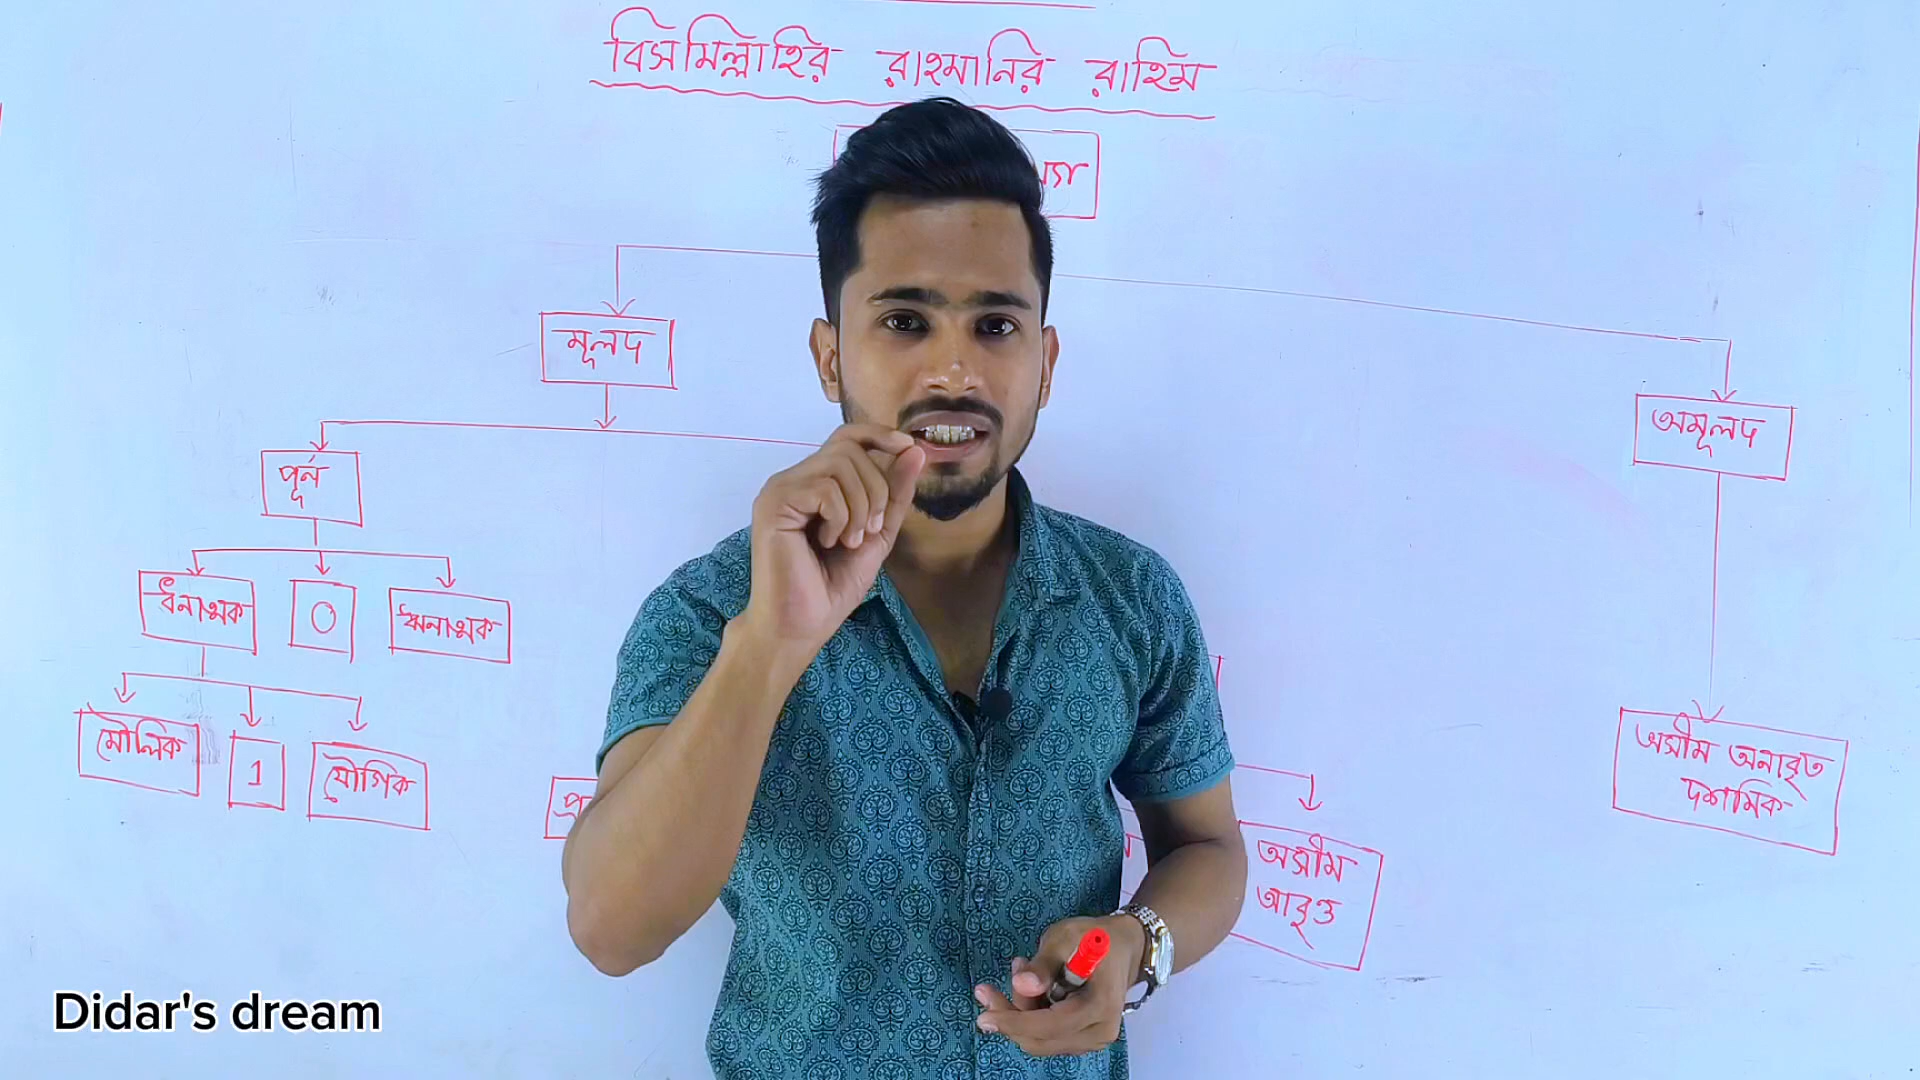 বিসমিল্লাহির রাহমানির রাহিম
মূলদ
অমূলদ
পূর্ন
ধনাত্মক
0
ঋনাত্মক
মৌলিক
1
যৌগিক
অসীম
আবৃত্ত
অসীম অনাবৃত
দশমিক
Didar's dream